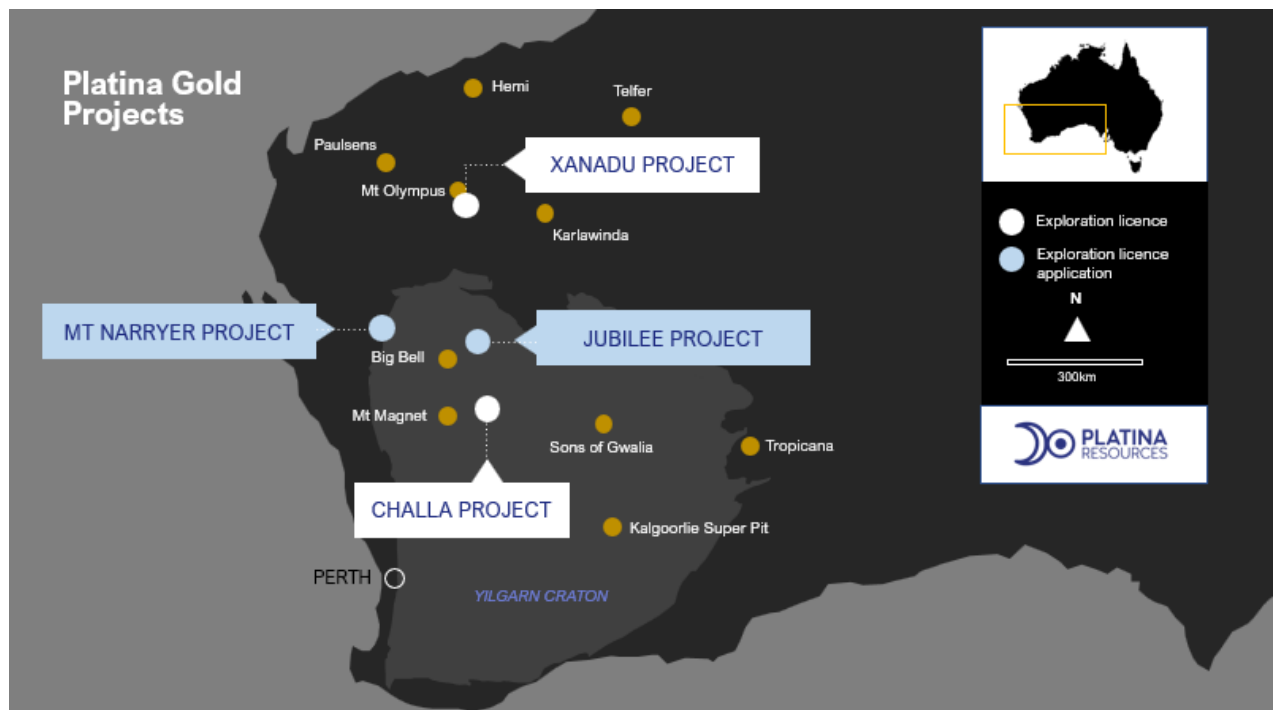 Platina Gold
Projects
Hemi
Telfer
Paulsens
XANADU PROJECT
Mt Olympus
Karlawinda
MT NARRYER PROJECT
JUBILEE PROJECT
Big Bell
Mt Magnet
Sons of Gwalia
Tropicana
CHALLA PROJECT
Kalgoorlie Super Pit
PERTH
YILGARN CRATON
Exploration licence
Exploration licence
application
N
300km
PLATINA
RESOURCES